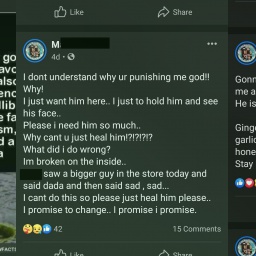 Like
Share
M
4d
I dont understand why ur punishing me god!!
Why!
I just want him here.. I just to hold him and see
his face..
Please i need him so much..
Why cant u just heal him!?!?!?!?
What did i do wrong?
Im broken on the inside..
saw a bigger guy in the store today and
said dada and then said sad , sad...
I cant do this so please just heal him please..
I promise to change.. I promise i promise.
42
15 Comments
Like
Share
Gonn
me a
He is
Ginge
garlic
hone
Stay